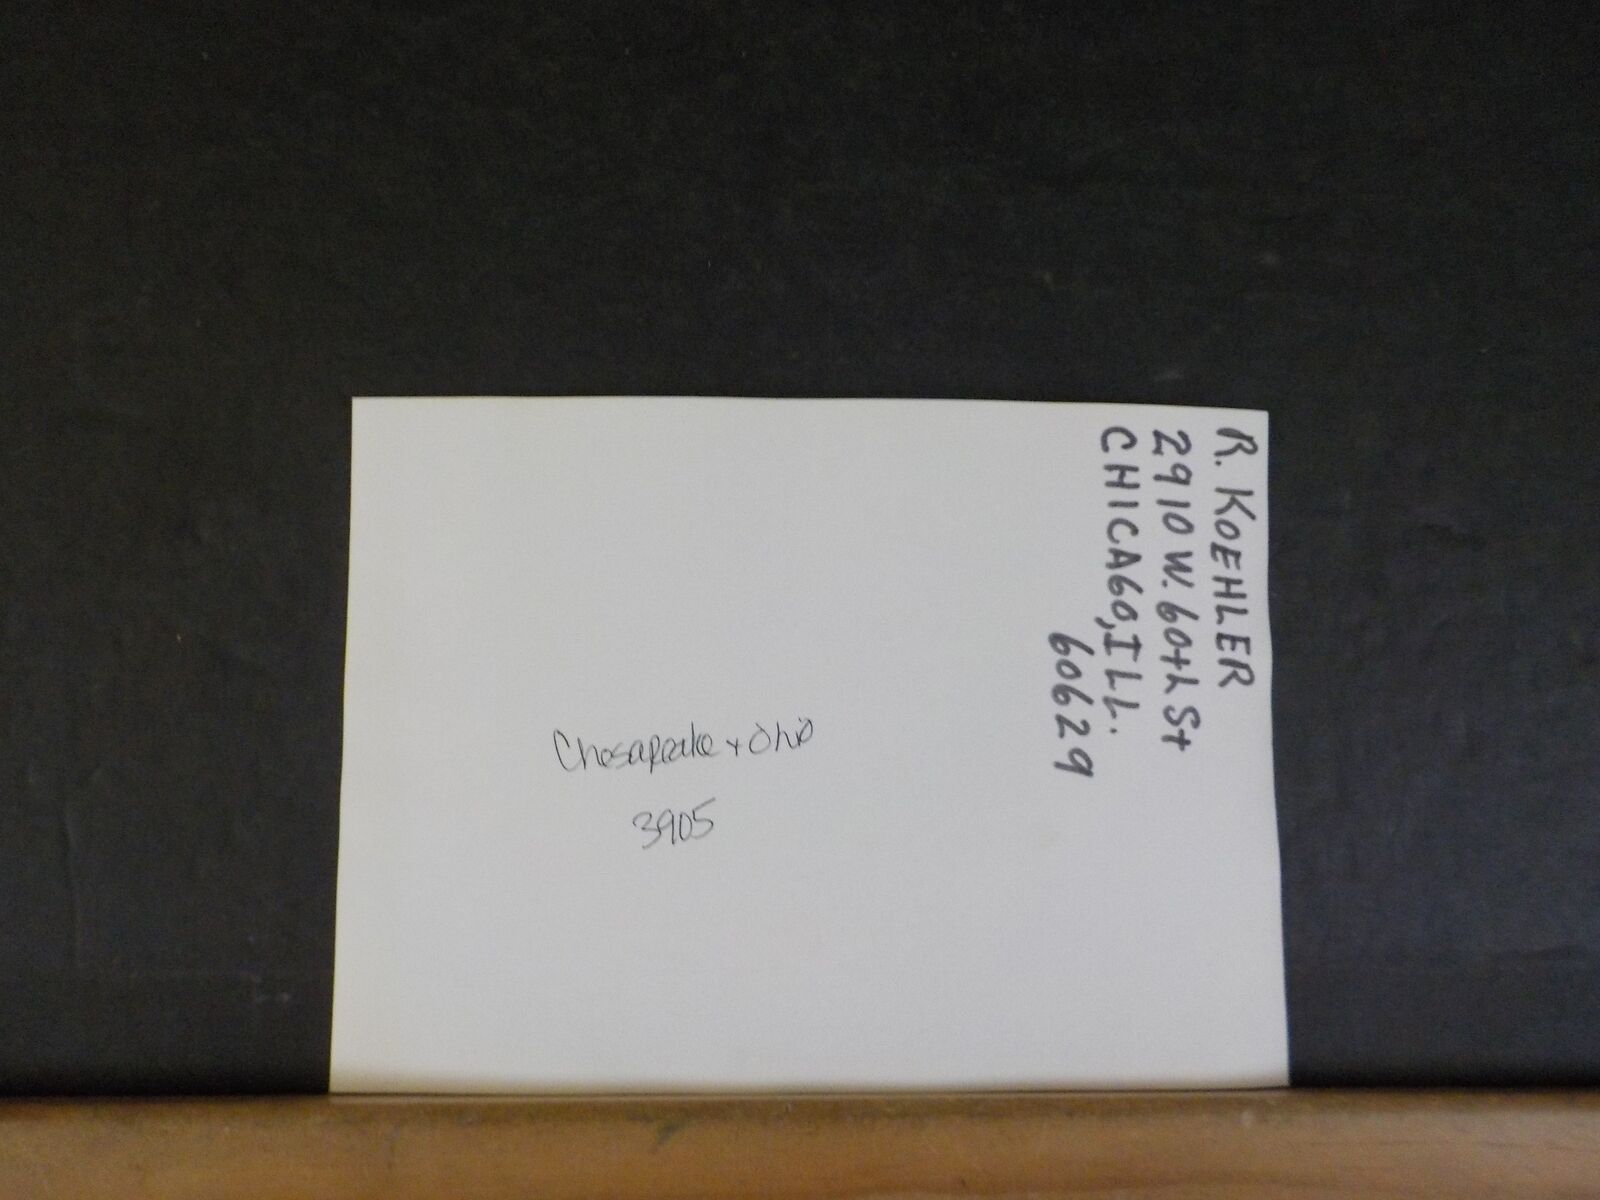 R. KOEHLER
2910 W. 60th St
CHICAGO, ILL.
60629
Chesapeake + Ohio
3905